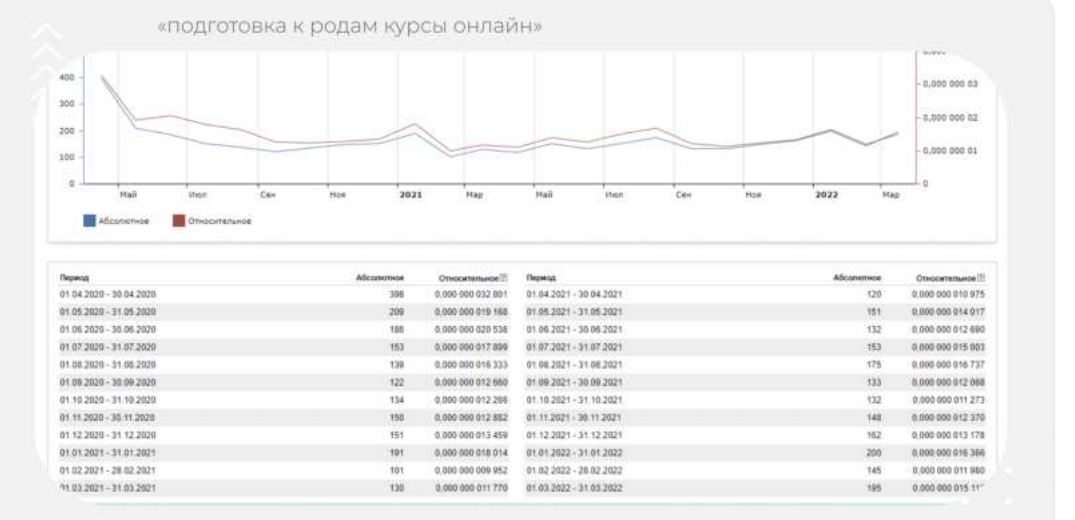 «подготовка к родам курсы онлайн»
400
300
200
100
0
0,000 000 03
0,000 000 02
0,000 000 01
0
Май Июл Сен Ноя 2021 Мар Май Июл Сен Ноя 2022 Мар
Абсолютное Относительное
Период Абсолютное Относительное Период Абсолютное Относительное
01.04.2020 - 30.04.2020 398 0,000 000 032 801 01.04.2021 - 30.04.2021 120 0,000 000 010 975
01.05.2020 - 31.05.2020 209 0,000 000 019 168 01.05.2021 - 31.05.2021 151 0,000 000 014 017
01.06.2020 - 30.06.2020 186 0,000 000 020 538 01.06.2021 - 30.06.2021 132 0,000 000 012 690
01.07.2020 - 31.07.2020 153 0,000 000 017 899 01.07.2021 - 31.07.2021 153 0,000 000 015 003
01.08.2020 - 31.08.2020 139 0,000 000 016 333 01.08.2021 - 31.08.2021 175 0,000 000 016 737
01.09.2020 - 30.09.2020 122 0,000 000 012 660 01.09.2021 - 30.09.2021 133 0,000 000 012 068
01.10.2020 - 31.10.2020 134 0,000 000 012 266 01.10.2021 - 31.10.2021 132 0,000 000 011 273
01.11.2020 - 30.11.2020 150 0,000 000 012 882 01.11.2021 - 30.11.2021 148 0,000 000 012 370
01.12.2020 - 31.12.2020 151 0,000 000 013 459 01.12.2021 - 31.12.2021 162 0,000 000 013 178
01.01.2021 - 31.01.2021 191 0,000 000 018 014 01.01.2022 - 31.01.2022 200 0,000 000 016 366
01.02.2021 - 28.02.2021 101 0,000 000 009 952 01.02.2022 - 28.02.2022 145 0,000 000 011 980
01.03.2021 - 31.03.2021 130 0,000 000 011 770 01.03.2022 - 31.03.2022 195 0,000 000 015